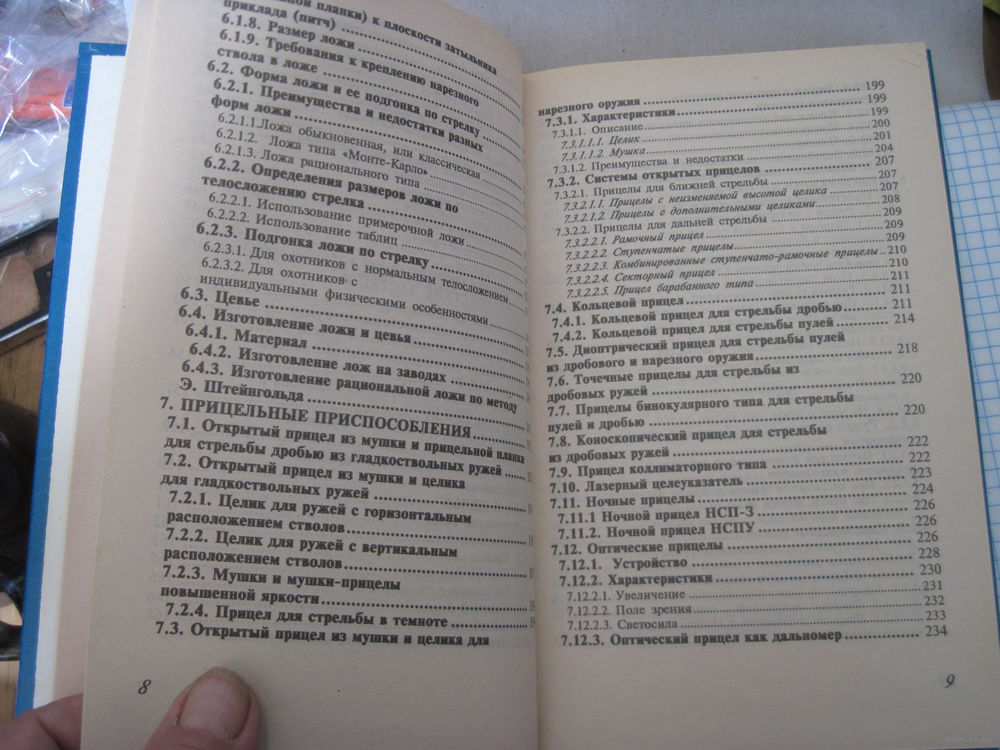 ной планки) к плоскости затыльника
приклада (питч)
6.1.8. Размер ложи
6.1.9. Требования к креплению нарезного
ствола в ложе
6.2. Форма ложи и ее подгонка по стрелку
6.2.1. Преимущества и недостатки разных
форм ложи
6.2.1.1.Ложа обыкновенная, или классическая
6.2.1.2. Ложа типа «Монте-Карло»
6.2.1.3. Ложа рационального типа
6.2.2. Определения размеров ложи по
телосложению стрелка
6.2.2.1. Использование примерочной ложи
6.2.2.2. Использование таблиц
6.2.3. Подгонка ложи по стрелку
6.2.3.1. Для охотников с нормальным телосложением
6.2.3.2. Для охотников с
индивидуальными физическими особенностями
6.3. Цевье
6.4. Изготовление ложи и цевья
6.4.1. Материал
6.4.2. Изготовление лож на заводах
6.4.3. Изготовление рациональной ложи по методу
Э. Штейнгольда
7. ПРИЦЕЛЬНЫЕ ПРИСПОСОБЛЕНИЯ
7.1. Открытый прицел из мушки и прицельной планки
для стрельбы дробью из гладкоствольных ружей
7.2. Открытый прицел из мушки и целика
для гладкоствольных ружей
7.2.1. Целик для ружей с горизонтальным
расположением стволов
7.2.2. Целик для ружей с вертикальным
расположением стволов
7.2.3. Мушки и мушки-прицелы
повышенной яркости
7.2.4. Прицел для стрельбы в темноте
7.3. Открытый прицел из мушки и целика для
8
нарезного оружия 199
7.3.1. Характеристики 199
7.3.1.1. Описание 199
7.3.1.1.1. Целик 200
7.3.1.1.2. Мушка 201
7.3.1.2. Преимущества и недостатки 204
7.3.2. Системы открытых прицелов 207
7.3.2.1. Прицелы для ближней стрельбы 207
7.3.2.1.1. Прицелы с неизменяемой высотой целика 207
7.3.2.1.2. Прицелы с дополнительными целиками 208
7.3.2.2. Прицелы для дальней стрельбы 209
7.3.2.2.1. Рамочный прицел 209
7.3.2.2.2. Ступенчатые прицелы 209
7.3.2.2.3. Комбинированные ступенчато-рамочные прицелы 210
7.3.2.2.4. Секторный прицел 210
7.3.2.2.5. Прицел барабанного типа 211
7.4. Кольцевой прицел 211
7.4.1. Кольцевой прицел для стрельбы дробью 211
7.4.2. Кольцевой прицел для стрельбы пулей 214
7.5. Диоптрический прицел для стрельбы пулей
из дробового и нарезного оружия 218
7.6. Точечные прицелы для стрельбы из
дробовых ружей 220
7.7. Прицелы бинокулярного типа для стрельбы
пулей и дробью 220
7.8. Коноскопический прицел для стрельбы
из дробовых ружей 222
7.9. Прицел коллиматорного типа 222
7.10. Лазерный целеуказатель 223
7.11. Ночные прицелы 224
7.11.1 Ночной прицел НСП-3 226
7.11.2. Ночной прицел НСПУ 226
7.12. Оптические прицелы 226
7.12.1. Устройство 228
7.12.2. Характеристики 230
7.12.2.1. Увеличение 231
7.12.2.2. Поле зрения 232
7.12.2.3. Светосила 233
7.12.3. Оптический прицел как дальномер 234
9